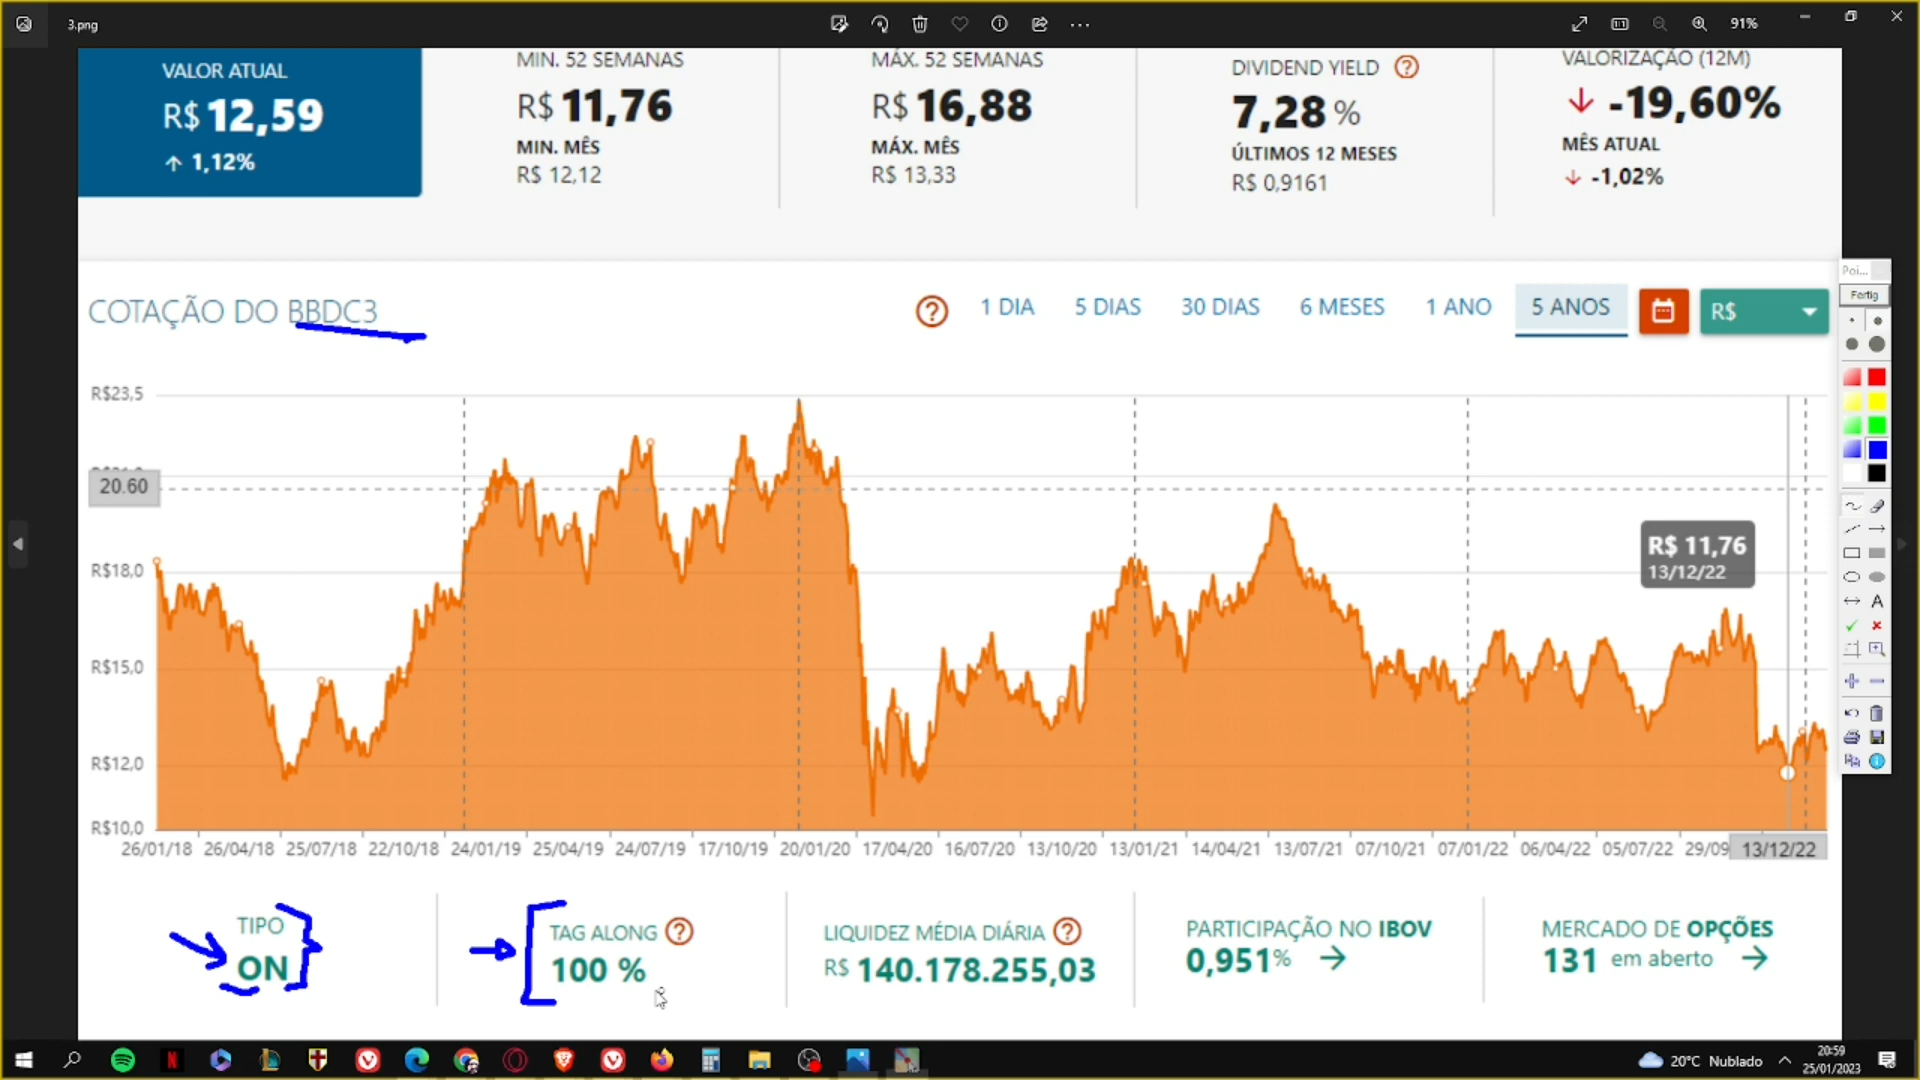 3.png
91%
VALOR ATUAL
R$ 12,59
↑ 1,12%
MIN. 52 SEMANAS
R$ 11,76
MIN. MÊS
R$ 12,12
MÁX. 52 SEMANAS
R$ 16,88
MÁX. MÊS
R$ 13,33
DIVIDEND YIELD ?
7,28 %
ÚLTIMOS 12 MESES
R$ 0,9161
VALORIZAÇÃO (12M)
↓ -19,60%
MÊS ATUAL
↓ -1,02%
COTAÇÃO DO BBDC3
? 1 DIA 5 DIAS 30 DIAS 6 MESES 1 ANO 5 ANOS R$
Poi...
Fertig
A
R$23,5
20.60
R$18,0
R$15,0
R$12,0
R$10,0
R$ 11,76
13/12/22
26/01/18 26/04/18 25/07/18 22/10/18 24/01/19 25/04/19 24/07/19 17/10/19 20/01/20 17/04/20 16/07/20 13/10/20 13/01/21 14/04/21 13/07/21 07/10/21 07/01/22 06/04/22 05/07/22 29/09 13/12/22
TIPO
ON
TAG ALONG ?
100 %
LIQUIDEZ MÉDIA DIÁRIA ?
R$ 140.178.255,03
PARTICIPAÇÃO NO IBOV
0,951% →
MERCADO DE OPÇÕES
131 em aberto →
20°C Nublado
20:59
25/01/2023